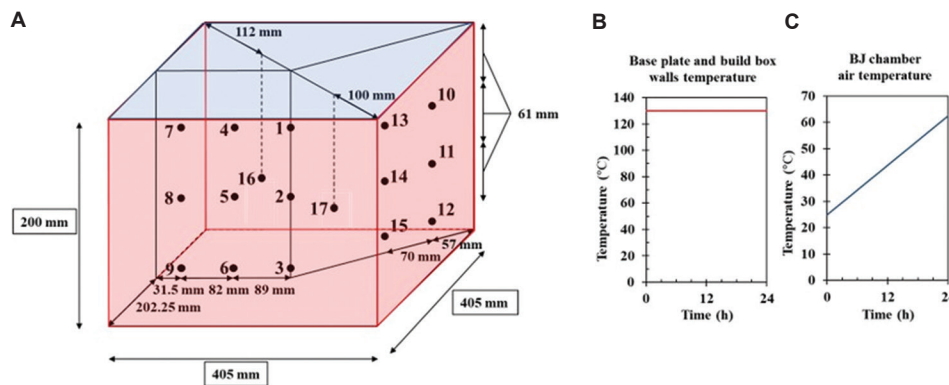 A
112 mm
100 mm
10
7 4 1 13
61 mm
16
11
14
8 5 2
17
200 mm
12
15
57 mm
9 6 3
70 mm
31.5 mm 82 mm 89 mm
202.25 mm
405 mm
405 mm
B
Base plate and build box
walls temperature
140
120
100
80
60
40
20
0
Temperature (°C)
0 12 24
Time (h)
C
BJ chamber
air temperature
70
60
50
40
30
20
10
0
Temperature (°C)
0 12 24
Time (h)